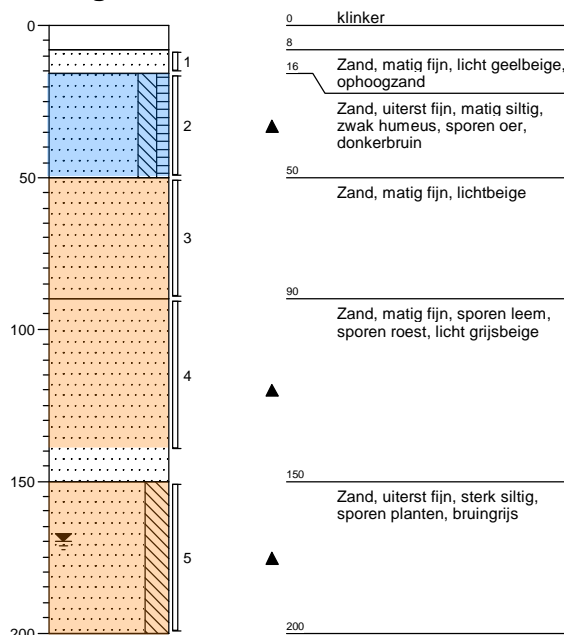 0
100
200
1
2
3
4
5
0 klinker
8
Zand, matig fijn, licht geelbeige,
ophoogzand
16
Zand, uiterst fijn, matig siltig,
zwak humeus, sporen oer,
donkerbruin
50
Zand, matig fijn, lichtbeige
90
Zand, matig fijn, sporen leem,
sporen roest, licht grijsbeige
150
Zand, uiterst fijn, sterk siltig,
sporen planten, bruingrijs
200
50
150